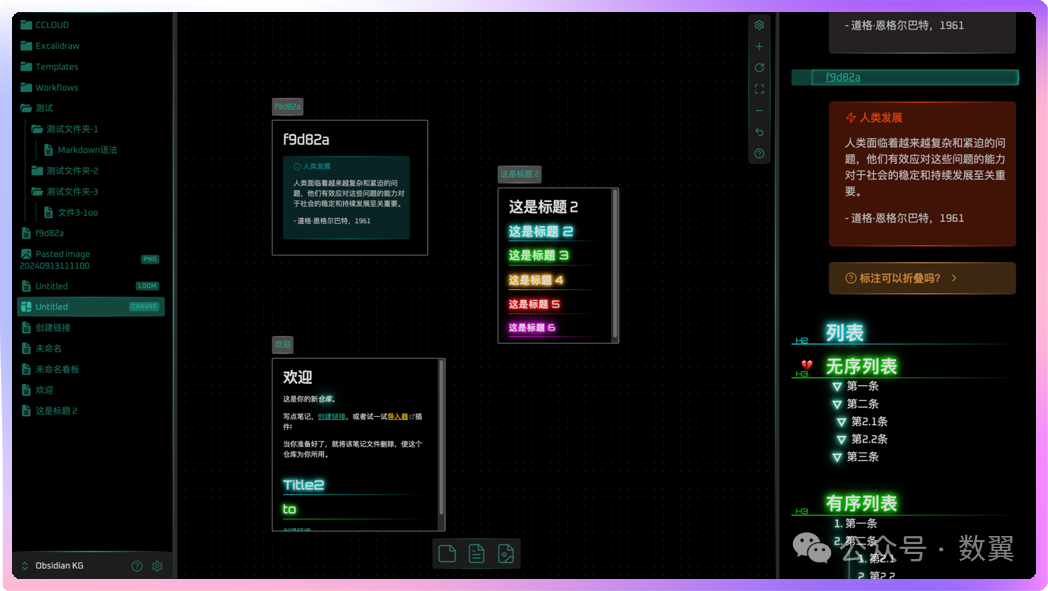 CCLOUD
Excalidraw
Templates
Workflows
测试
测试文件夹-1
Markdown语法
测试文件夹-2
测试文件夹-3
文件3-1oo
f9d82a
Pasted image
20240913111100
PNG
Untitled
LOOM
Untitled
CANVAS
创建链接
未命名
未命名看板
欢迎
这是标题 2
Obsidian KG
f9d82a
f9d82a
人类发展
人类面临着越来越复杂和紧迫的问
题，他们有效应对这些问题的能力对
于社会的稳定和持续发展至关重要。
- 道格·恩格尔巴特，1961
这是标题 2
这是标题 2
这是标题 2
这是标题 3
这是标题 4
这是标题 5
这是标题 6
欢迎
欢迎
这是你的新仓库。
写点笔记，创建链接，或者试一试导入器插
件!
当你准备好了，就将该笔记文件删除，使这个
仓库为你所用。
Title2
to
- 道格·恩格尔巴特，1961
f9d82a
人类发展
人类面临着越来越复杂和紧迫的问
题，他们有效应对这些问题的能力
对于社会的稳定和持续发展至关重
要。
- 道格·恩格尔巴特，1961
标注可以折叠吗？
H2
列表
H3
无序列表
第一条
第二条
第2.1条
第2.2条
第三条
H3
有序列表
1. 第一条
2. 第二条
1. 第2.1
2. 第2.2
公众号 · 数翼